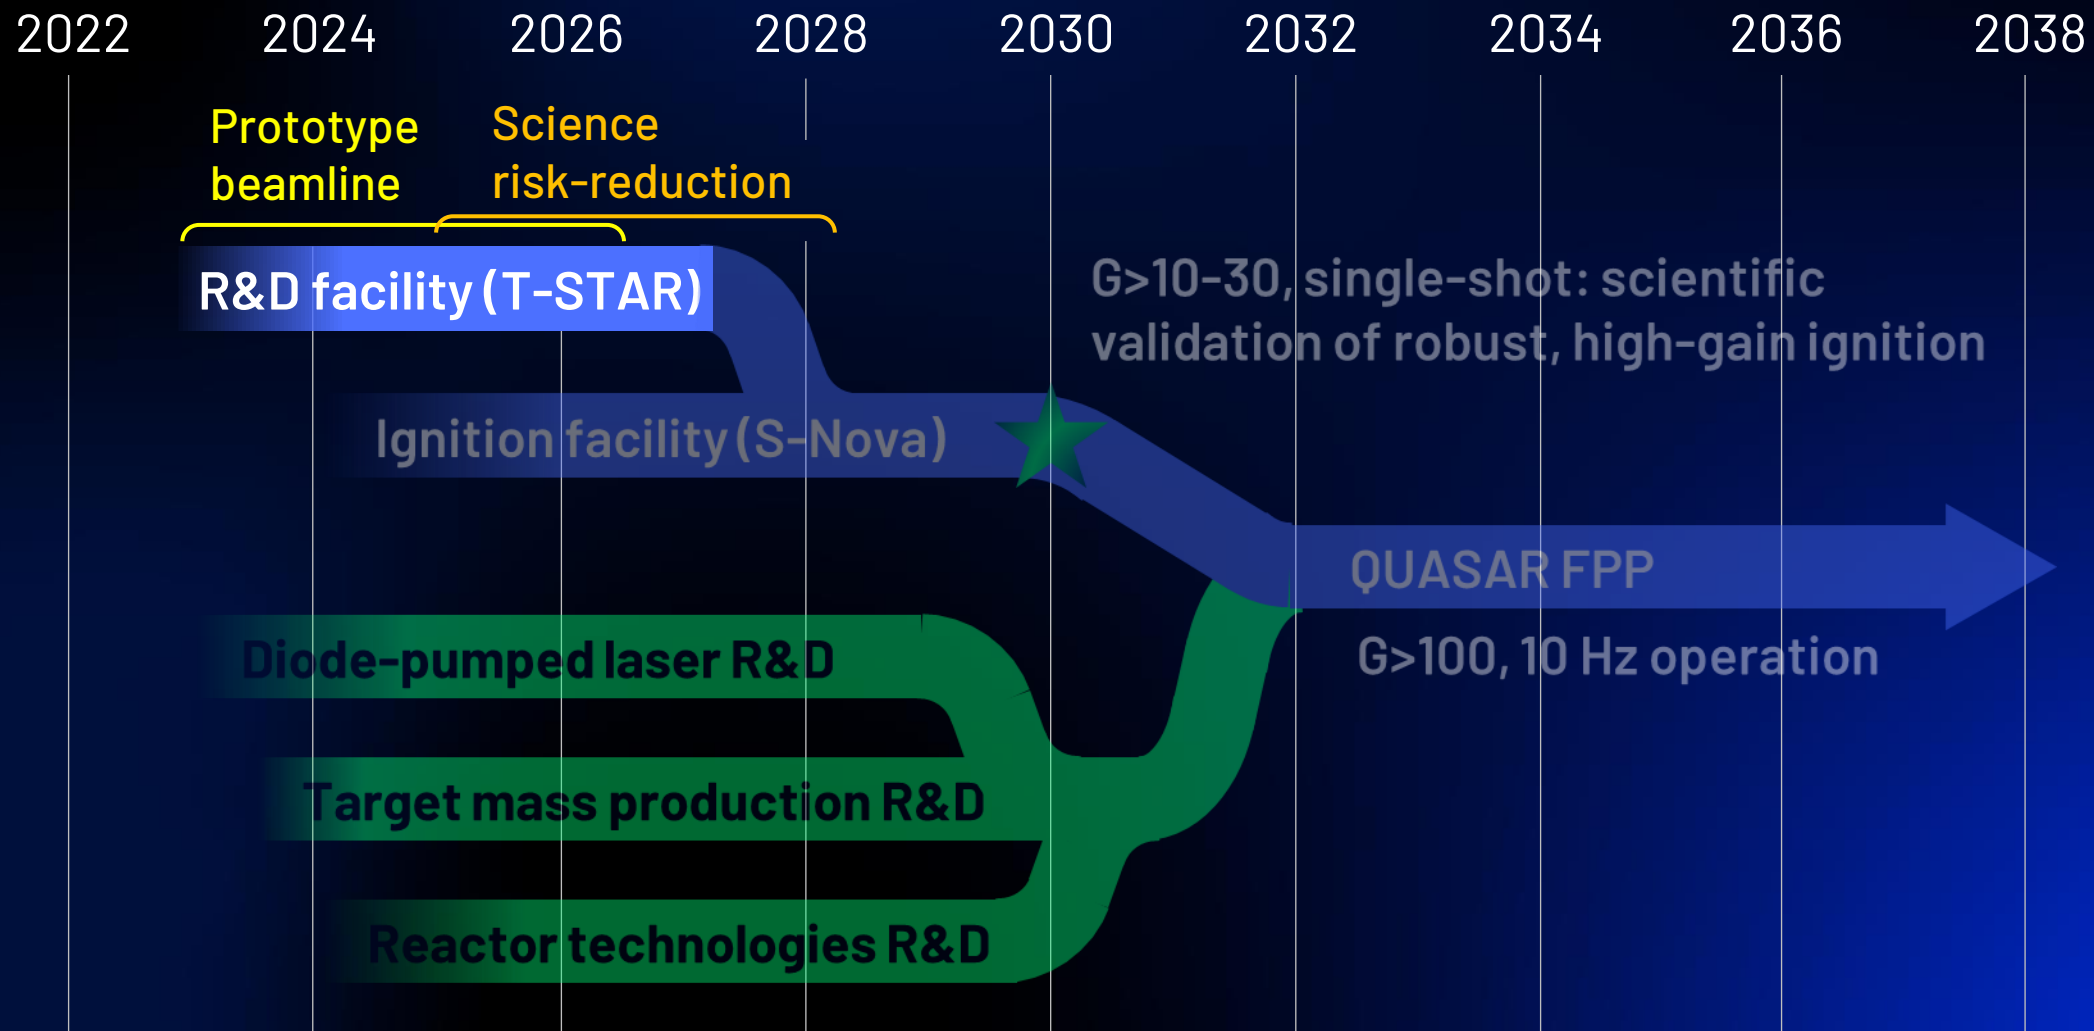 2022 2024 2026 2028 2030 2032 2034 2036 2038
Prototype
beamline
Science
risk-reduction
R&D facility (T-STAR)
G>10-30, single-shot: scientific
validation of robust, high-gain ignition
Ignition facility (S-Nova)
QUASAR FPP
G>100, 10 Hz operation
Diode-pumped laser R&D
Target mass production R&D
Reactor technologies R&D